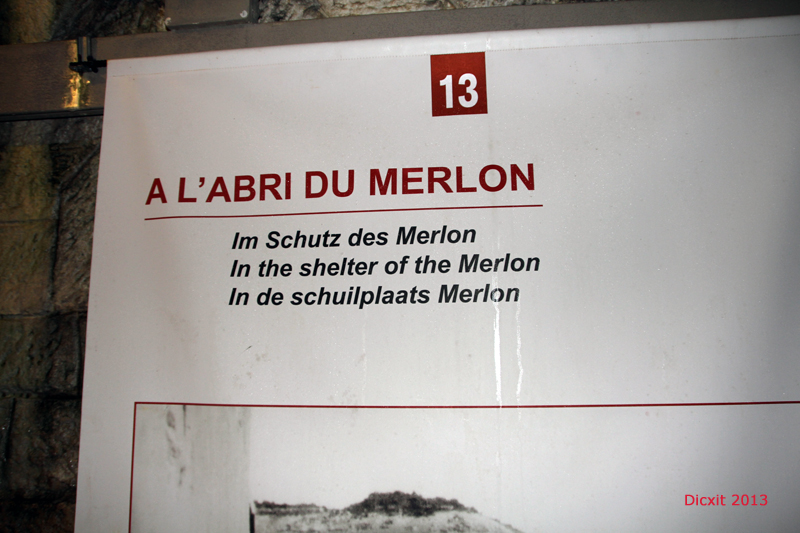 13
A L'ABRI DU MERLON
Im Schutz des Merlon
In the shelter of the Merlon
In de schuilplaats Merlon
Dicxit 2013